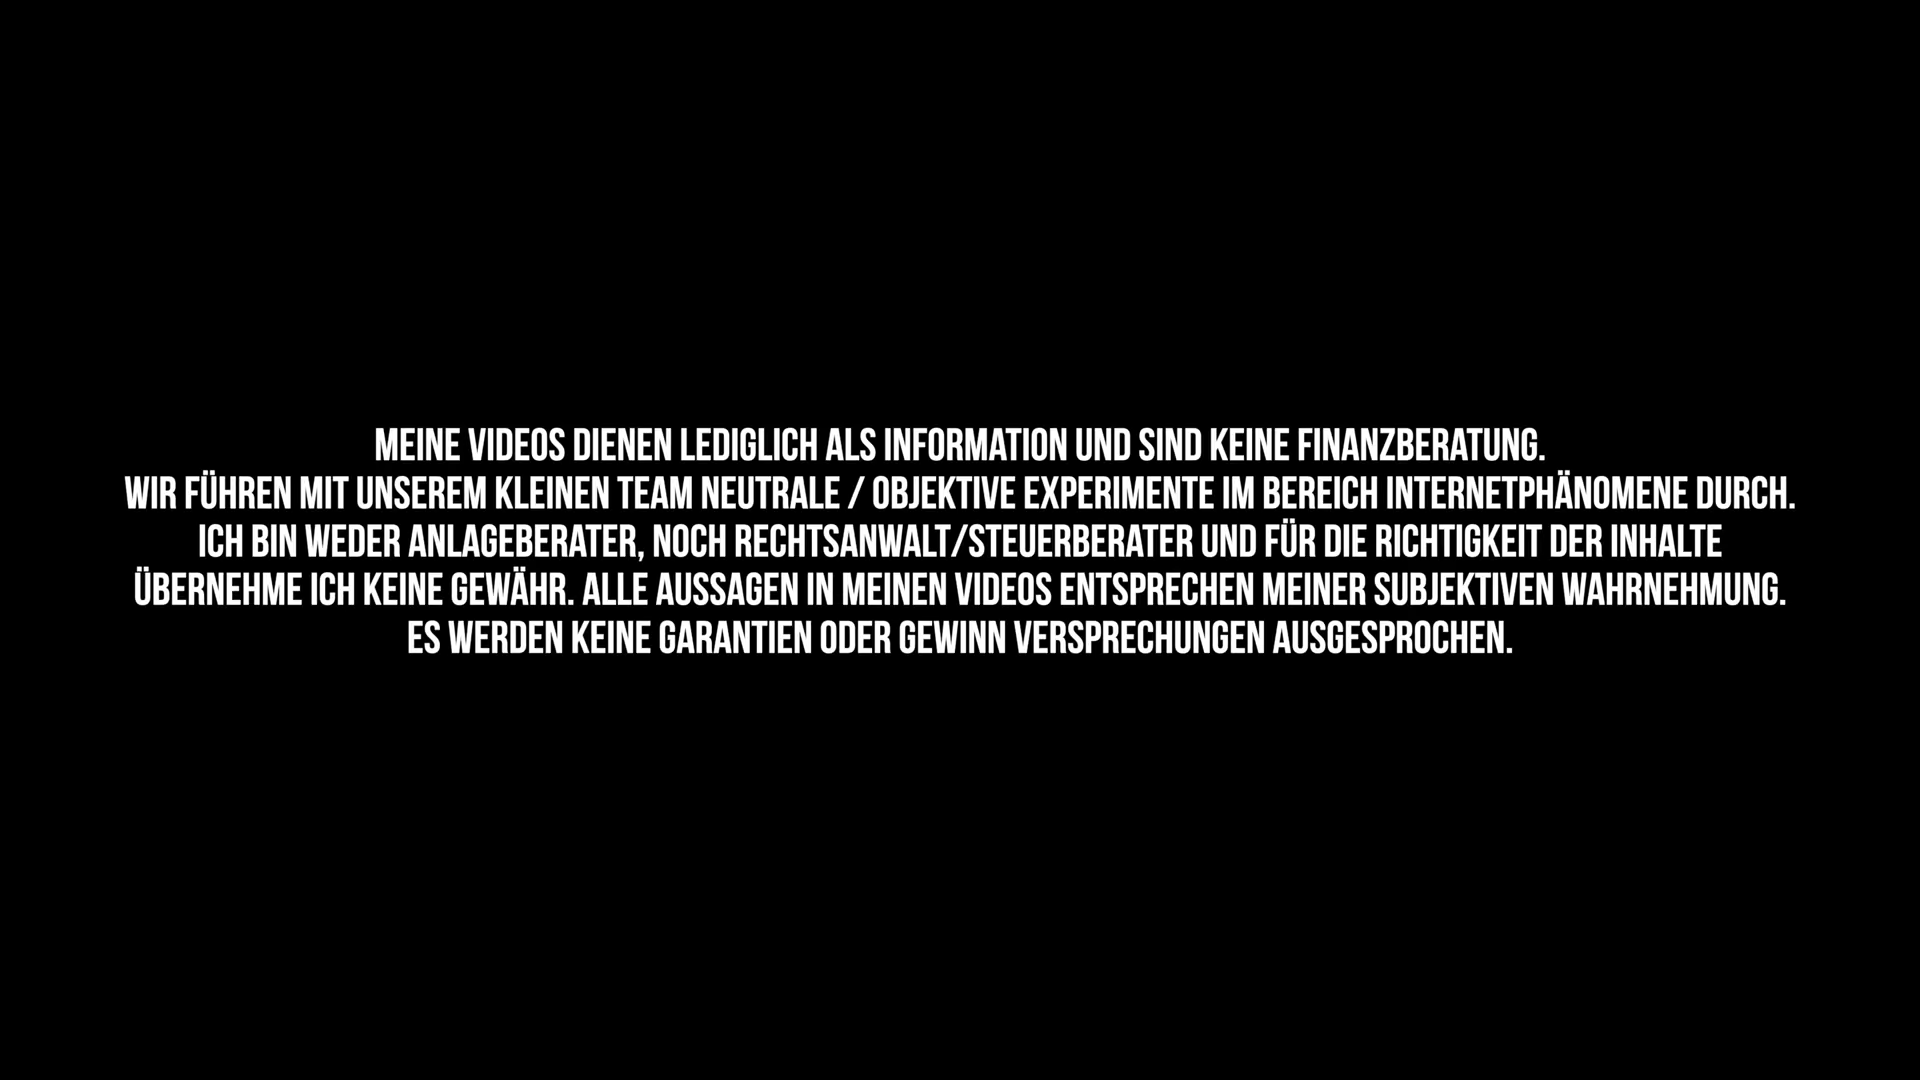 MEINE VIDEOS DIENEN LEDIGLICH ALS INFORMATION UND SIND KEINE FINANZBERATUNG.
WIR FÜHREN MIT UNSEREM KLEINEN TEAM NEUTRALE / OBJEKTIVE EXPERIMENTE IM BEREICH INTERNETPHÄNOMENE DURCH.
ICH BIN WEDER ANLAGEBERATER, NOCH RECHTSANWALT/STEUERBERATER UND FÜR DIE RICHTIGKEIT DER INHALTE
ÜBERNEHME ICH KEINE GEWÄHR. ALLE AUSSAGEN IN MEINEN VIDEOS ENTSPRECHEN MEINER SUBJEKTIVEN WAHRNEHMUNG.
ES WERDEN KEINE GARANTIEN ODER GEWINN VERSPRECHUNGEN AUSGESPROCHEN.